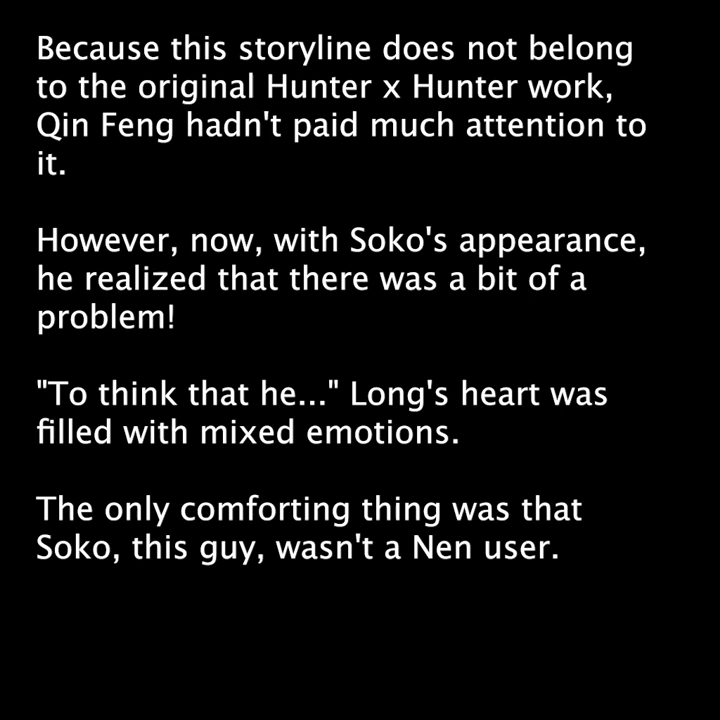 Because this storyline does not belong
to the original Hunter x Hunter work,
Qin Feng hadn't paid much attention to
it.
However, now, with Soko's appearance,
he realized that there was a bit of a
problem!
"To think that he..." Long's heart was
filled with mixed emotions.
The only comforting thing was that
Soko, this guy, wasn't a Nen user.